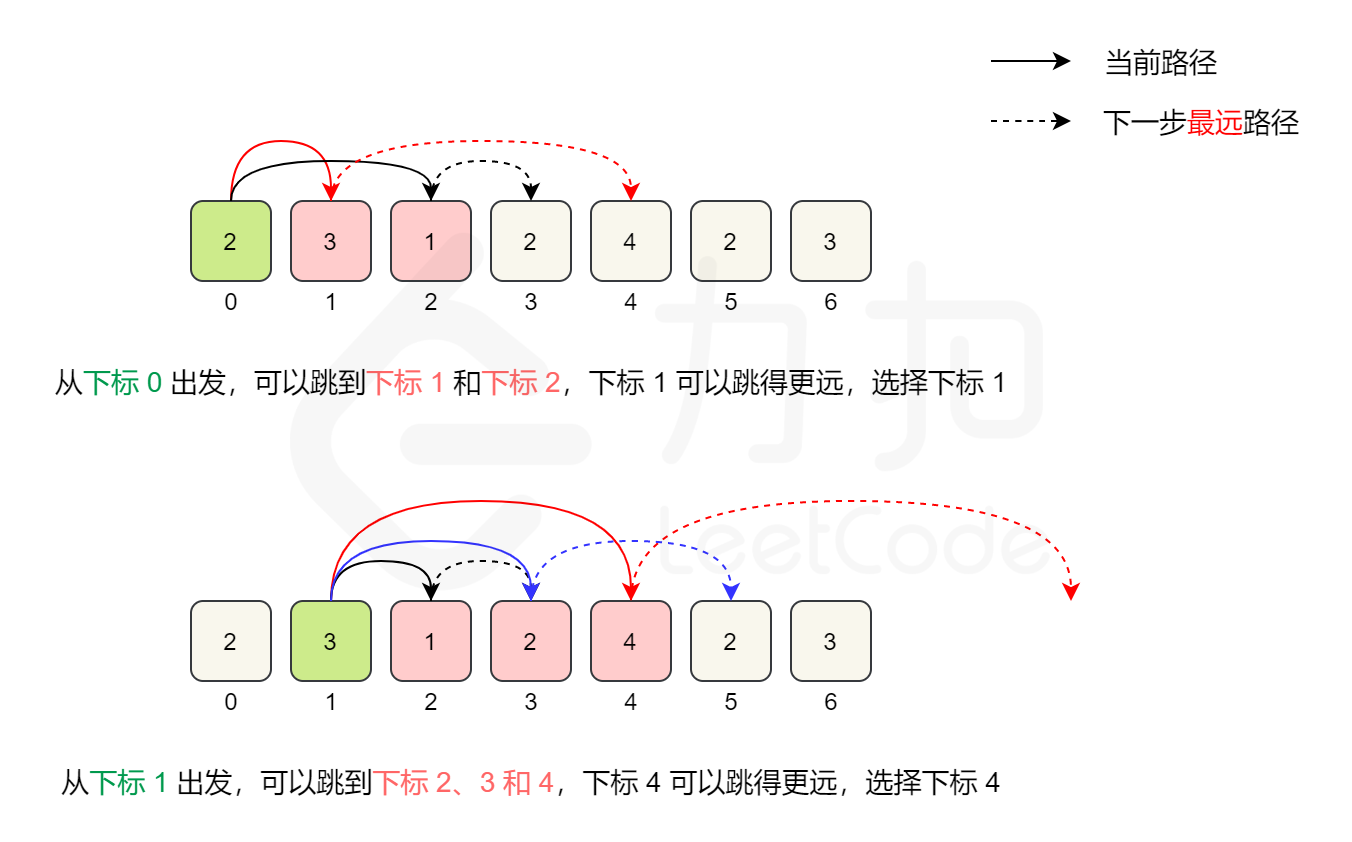 当前路径
下一步最远路径
2 3 1 2 4 2 3
0 1 2 3 4 5 6
从下标 0 出发，可以跳到下标 1 和下标 2，下标 1 可以跳得更远，选择下标 1
力扣
LeetCode
2 3 1 2 4 2 3
0 1 2 3 4 5 6
从下标 1 出发，可以跳到下标 2、3 和 4，下标 4 可以跳得更远，选择下标 4